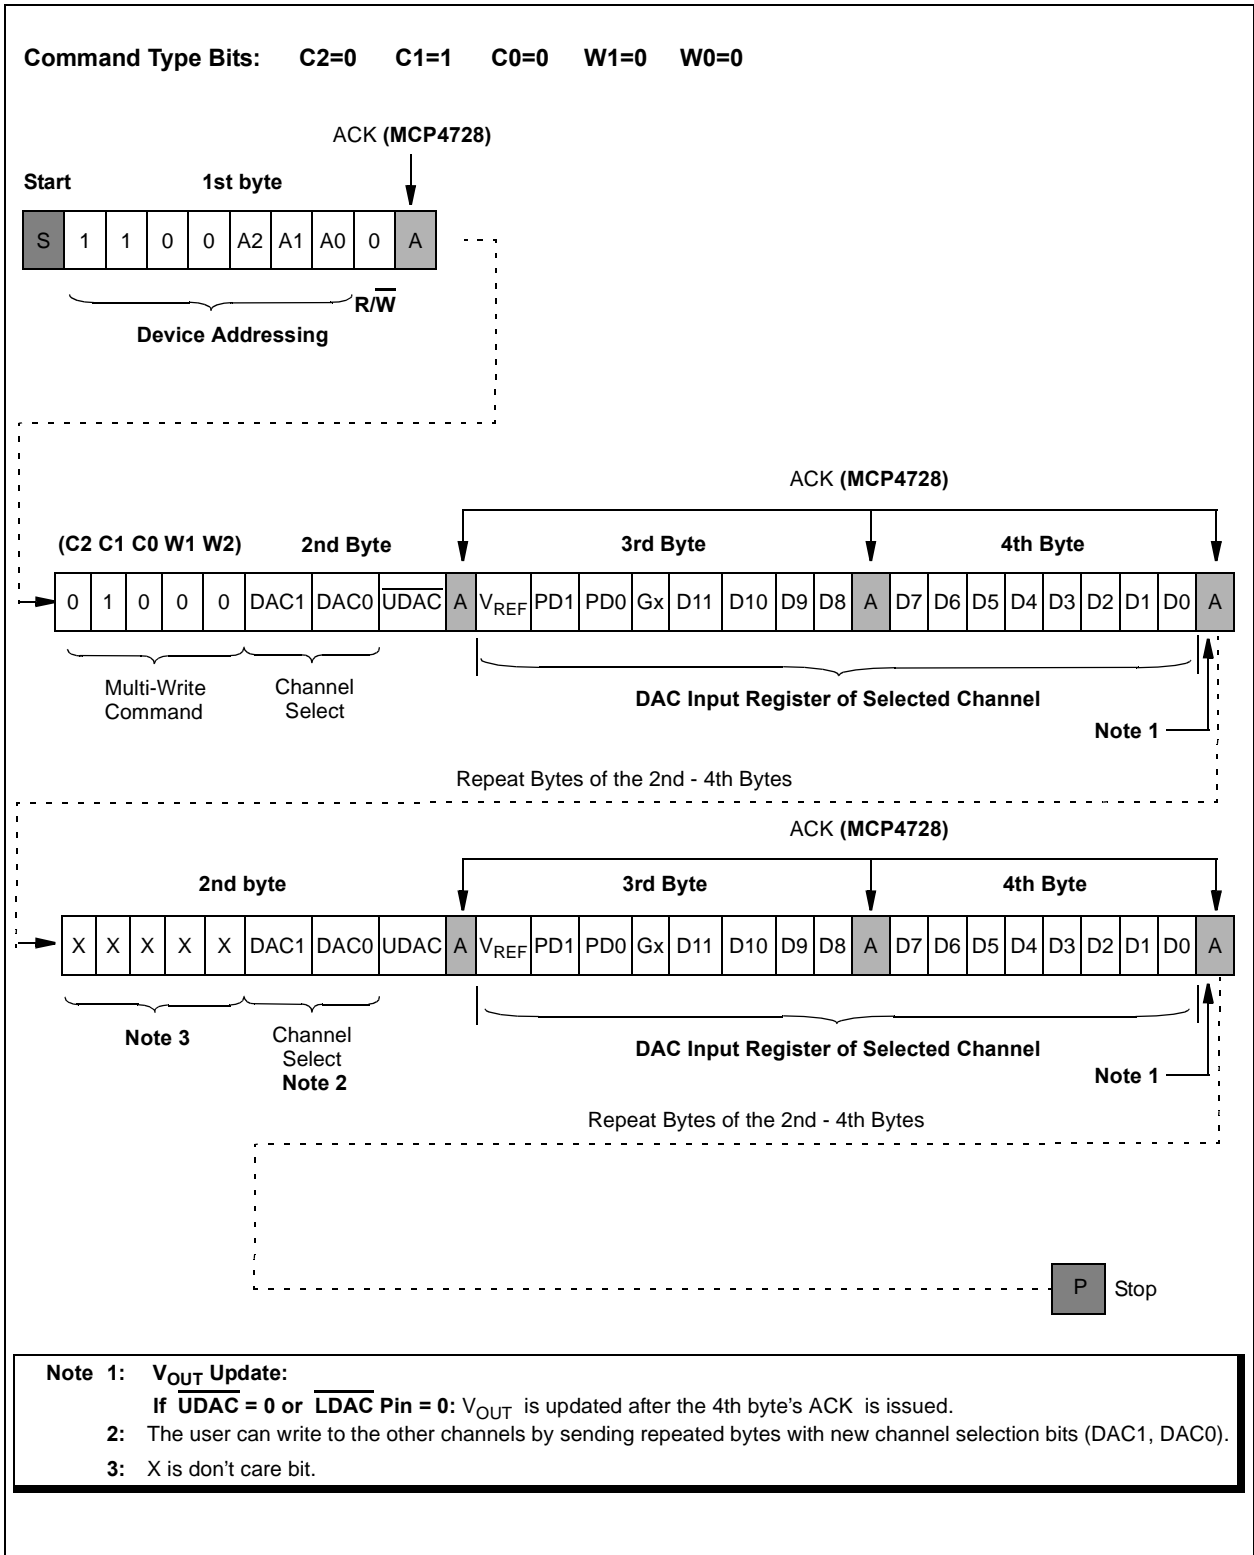 Command Type Bits: C2=0 C1=1 C0=0 W1=0 W0=0
ACK (MCP4728)
Start 1st byte
S 1 1 0 0 A2 A1 A0 0 A
R/W̅
Device Addressing
ACK (MCP4728)
(C2 C1 C0 W1 W2) 2nd Byte 3rd Byte 4th Byte
0 1 0 0 0 DAC1 DAC0 U̅D̅A̅C̅ A VREF PD1 PD0 Gx D11 D10 D9 D8 A D7 D6 D5 D4 D3 D2 D1 D0 A
Multi-Write Channel
Command Select
DAC Input Register of Selected Channel
Note 1
Repeat Bytes of the 2nd - 4th Bytes
ACK (MCP4728)
2nd byte 3rd Byte 4th Byte
X X X X X DAC1 DAC0 UDAC A VREF PD1 PD0 Gx D11 D10 D9 D8 A D7 D6 D5 D4 D3 D2 D1 D0 A
Note 3 Channel
Select
Note 2
DAC Input Register of Selected Channel
Note 1
Repeat Bytes of the 2nd - 4th Bytes
P Stop
Note 1: VOUT Update:
If U̅D̅A̅C̅ = 0 or L̅D̅A̅C̅ Pin = 0: VOUT is updated after the 4th byte's ACK is issued.
2: The user can write to the other channels by sending repeated bytes with new channel selection bits (DAC1, DAC0).
3: X is don't care bit.